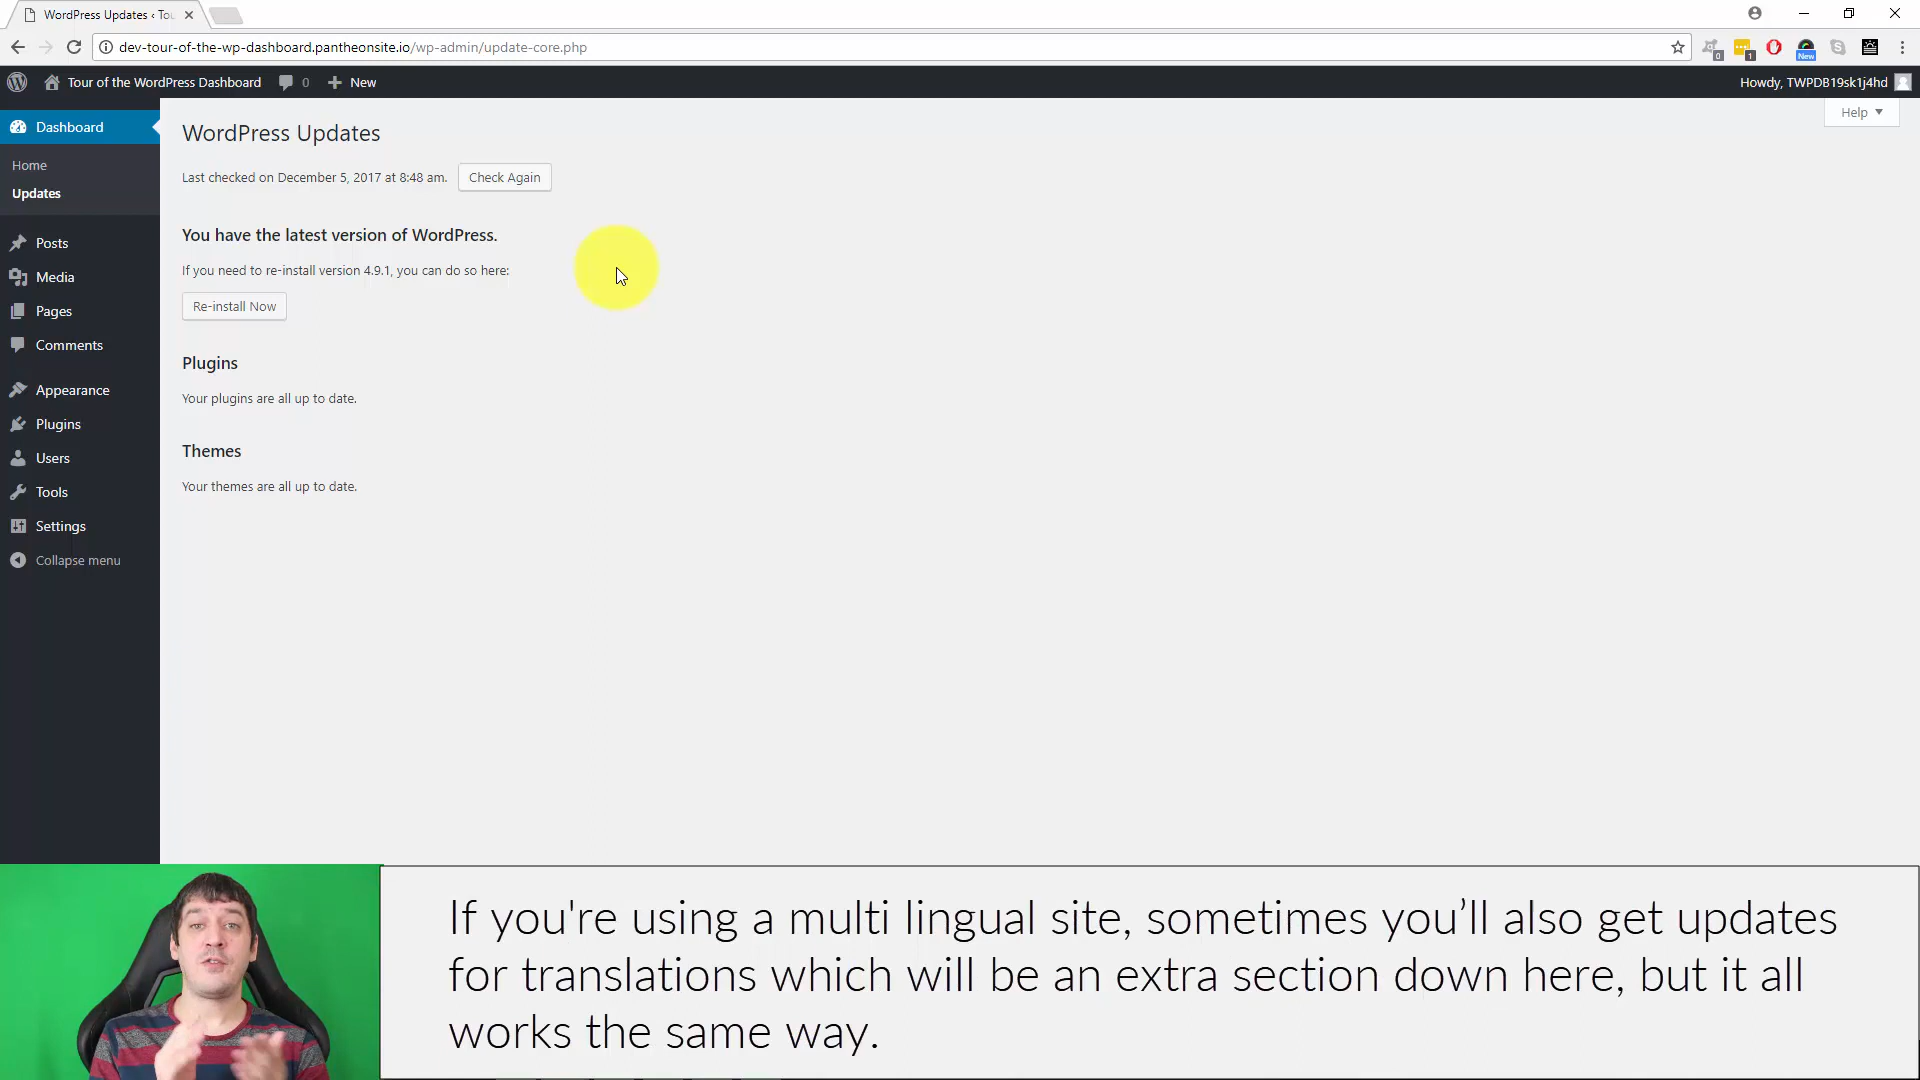 WordPress Updates ‹ Tou
dev-tour-of-the-wp-dashboard.pantheonsite.io/wp-admin/update-core.php
0
1
New
Tour of the WordPress Dashboard
0
New
Howdy, TWPDB19sk1j4hd
Dashboard
Home
Updates
Posts
Media
Pages
Comments
Appearance
Plugins
Users
Tools
Settings
Collapse menu
Help
WordPress Updates
Last checked on December 5, 2017 at 8:48 am. Check Again
You have the latest version of WordPress.
If you need to re-install version 4.9.1, you can do so here:
Re-install Now
Plugins
Your plugins are all up to date.
Themes
Your themes are all up to date.
If you're using a multi lingual site, sometimes you’ll also get updates
for translations which will be an extra section down here, but it all
works the same way.